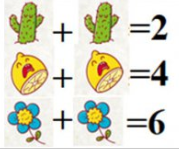 + =2
+ =4
+ =6